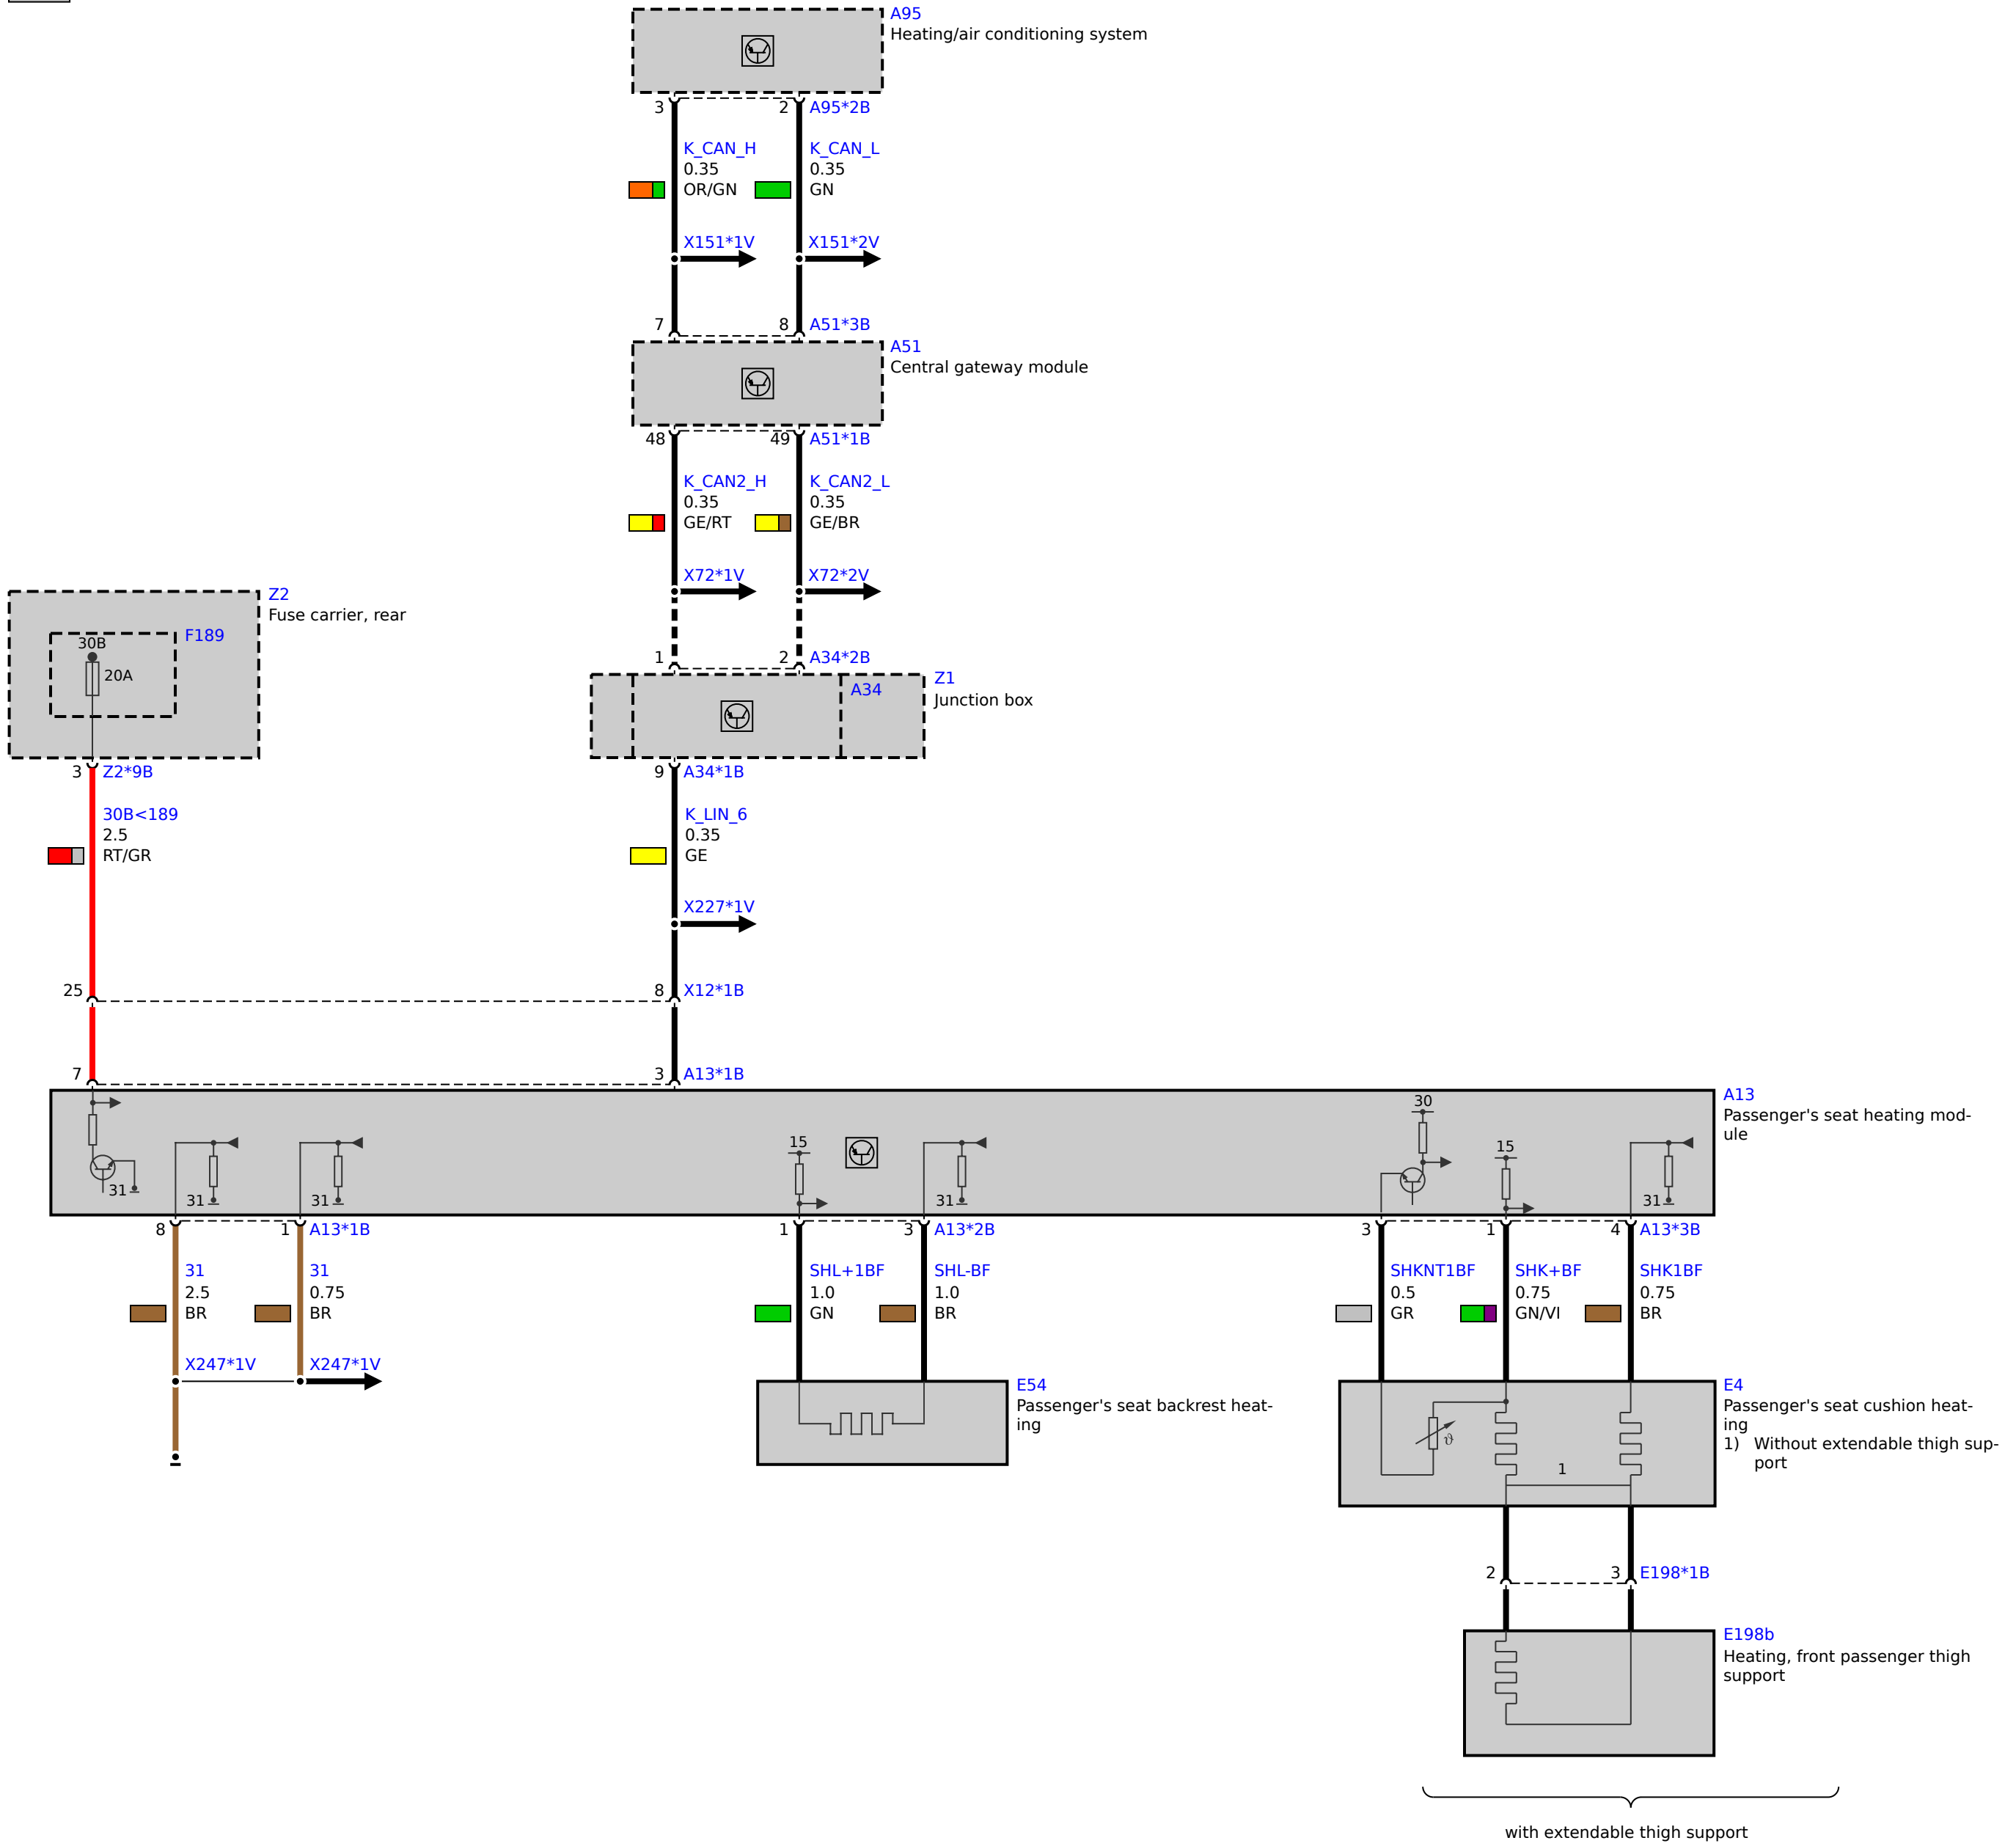 A95
Heating/air conditioning system
3
2
A95*2B
K_CAN_H
0.35
OR/GN
K_CAN_L
0.35
GN
X151*1V
X151*2V
7
8
A51*3B
A51
Central gateway module
48
49
A51*1B
K_CAN2_H
0.35
GE/RT
K_CAN2_L
0.35
GE/BR
X72*1V
X72*2V
Z2
Fuse carrier, rear
F189
30B
20A
1
2
A34*2B
A34
Z1
Junction box
3
Z2*9B
9
A34*1B
30B<189
2.5
RT/GR
K_LIN_6
0.35
GE
X227*1V
25
8
X12*1B
7
3
A13*1B
A13
Passenger's seat heating mod-
ule
31
31
31
15
31
30
15
31
8
1
A13*1B
1
3
A13*2B
3
1
4
A13*3B
31
2.5
BR
31
0.75
BR
SHL+1BF
1.0
GN
SHL-BF
1.0
BR
SHKNT1BF
0.5
GR
SHK+BF
0.75
GN/VI
SHK1BF
0.75
BR
X247*1V
X247*1V
E54
Passenger's seat backrest heat-
ing
E4
Passenger's seat cushion heat-
ing
1) Without extendable thigh sup-
port
ϑ
1
2
3
E198*1B
E198b
Heating, front passenger thigh
support
with extendable thigh support